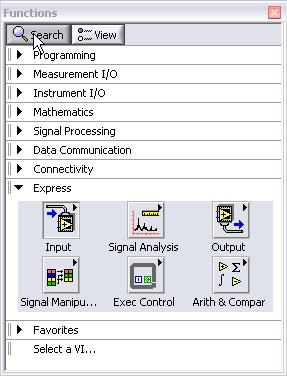 Functions
Search View
Programming
Measurement I/O
Instrument I/O
Mathematics
Signal Processing
Data Communication
Connectivity
Express
Input Signal Analysis Output
Signal Manipu... Exec Control Arith & Compar
Favorites
Select a VI...